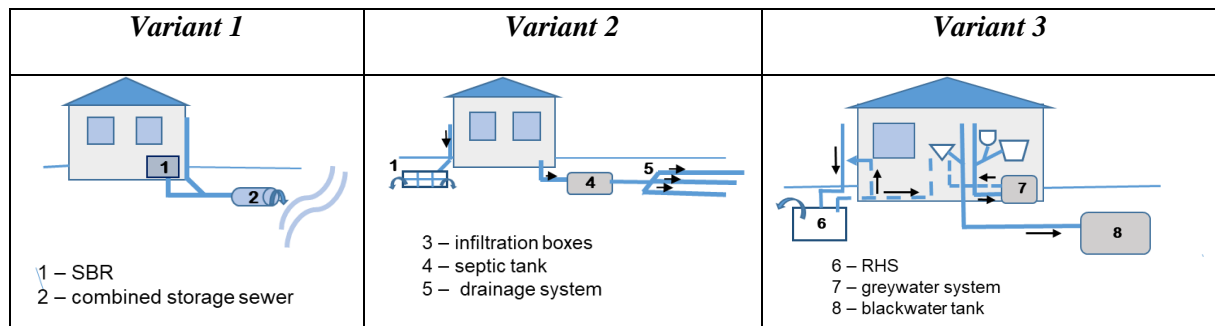 Variant 1
Variant 2
Variant 3
1
2
1 – SBR
2 – combined storage sewer
1
4
5
3 – infiltration boxes
4 – septic tank
5 – drainage system
6
7
8
6 – RHS
7 – greywater system
8 – blackwater tank